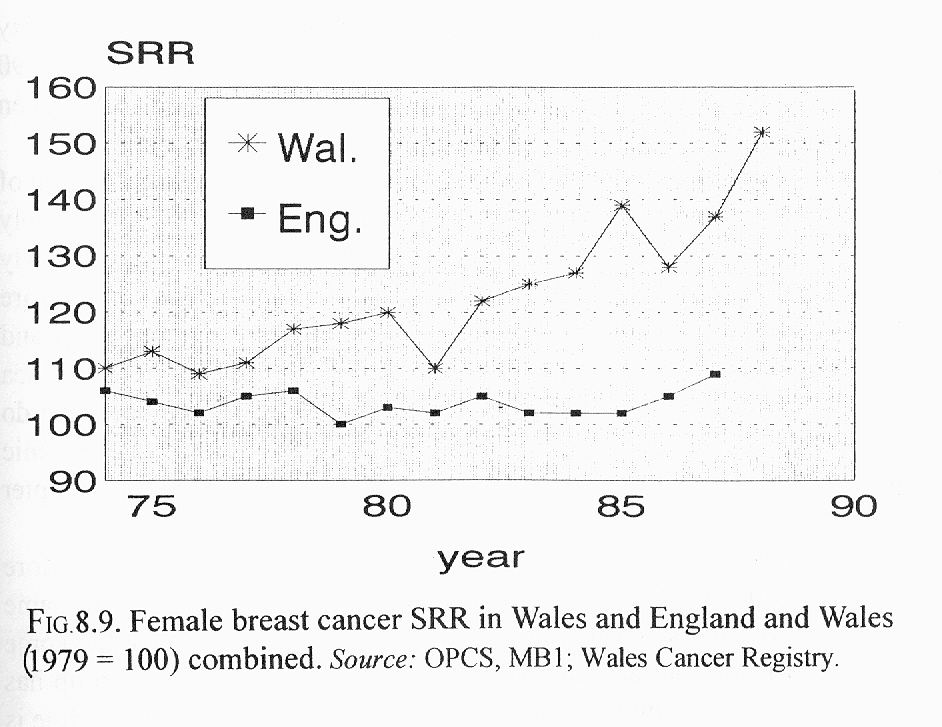 SRR
160
150
140
130
120
110
100
90
Wal.
Eng.
75 80 85 90
year
FIG.8.9. Female breast cancer SRR in Wales and England and Wales
(1979 = 100) combined. Source: OPCS, MB1; Wales Cancer Registry.